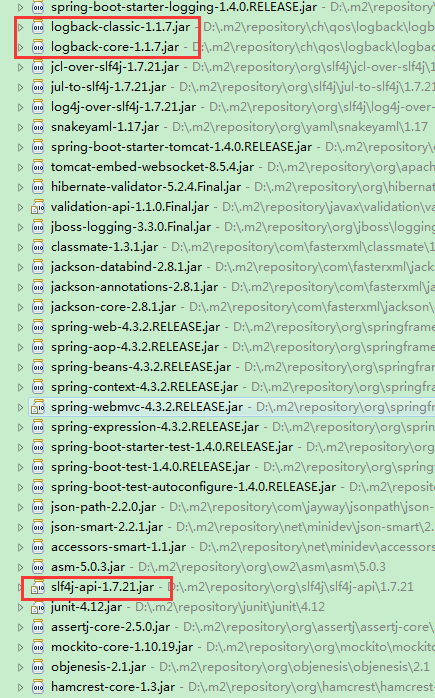 spring-boot-starter-logging-1.4.0.RELEASE.jar - D:\.m2\repository\
logback-classic-1.1.7.jar - D:\.m2\repository\ch\qos\logback\logb
logback-core-1.1.7.jar - D:\.m2\repository\ch\qos\logback\logbac
jcl-over-slf4j-1.7.21.jar - D:\.m2\repository\org\slf4j\jcl-over-slf4
jul-to-slf4j-1.7.21.jar - D:\.m2\repository\org\slf4j\jul-to-slf4j\1.7
log4j-over-slf4j-1.7.21.jar - D:\.m2\repository\org\slf4j\log4j-ove
snakeyaml-1.17.jar - D:\.m2\repository\org\yaml\snakeyaml\1.17
spring-boot-starter-tomcat-1.4.0.RELEASE.jar - D:\.m2\repository\
tomcat-embed-websocket-8.5.4.jar - D:\.m2\repository\org\apach
hibernate-validator-5.2.4.Final.jar - D:\.m2\repository\org\hiberna
validation-api-1.1.0.Final.jar - D:\.m2\repository\javax\validation\va
jboss-logging-3.3.0.Final.jar - D:\.m2\repository\org\jboss\logging
classmate-1.3.1.jar - D:\.m2\repository\com\fasterxml\classmate\1
jackson-databind-2.8.1.jar - D:\.m2\repository\com\fasterxml\jack
jackson-annotations-2.8.1.jar - D:\.m2\repository\com\fasterxml\j
jackson-core-2.8.1.jar - D:\.m2\repository\com\fasterxml\jackson\
spring-web-4.3.2.RELEASE.jar - D:\.m2\repository\org\springframe
spring-aop-4.3.2.RELEASE.jar - D:\.m2\repository\org\springframe
spring-beans-4.3.2.RELEASE.jar - D:\.m2\repository\org\springfram
spring-context-4.3.2.RELEASE.jar - D:\.m2\repository\org\springfra
spring-webmvc-4.3.2.RELEASE.jar - D:\.m2\repository\org\springfr
spring-expression-4.3.2.RELEASE.jar - D:\.m2\repository\org\spring
spring-boot-starter-test-1.4.0.RELEASE.jar - D:\.m2\repository\org
spring-boot-test-1.4.0.RELEASE.jar - D:\.m2\repository\org\spring
spring-boot-test-autoconfigure-1.4.0.RELEASE.jar - D:\.m2\reposit
json-path-2.2.0.jar - D:\.m2\repository\com\jayway\jsonpath\json-
json-smart-2.2.1.jar - D:\.m2\repository\net\minidev\json-smart\2.
accessors-smart-1.1.jar - D:\.m2\repository\net\minidev\accessors
asm-5.0.3.jar - D:\.m2\repository\org\ow2\asm\asm\5.0.3
slf4j-api-1.7.21.jar - D:\.m2\repository\org\slf4j\slf4j-api\1.7.21
junit-4.12.jar - D:\.m2\repository\junit\junit\4.12
assertj-core-2.5.0.jar - D:\.m2\repository\org\assertj\assertj-core\
mockito-core-1.10.19.jar - D:\.m2\repository\org\mockito\mockito
objenesis-2.1.jar - D:\.m2\repository\org\objenesis\objenesis\2.1
hamcrest-core-1.3.jar - D:\.m2\repository\org\hamcrest\hamcrest